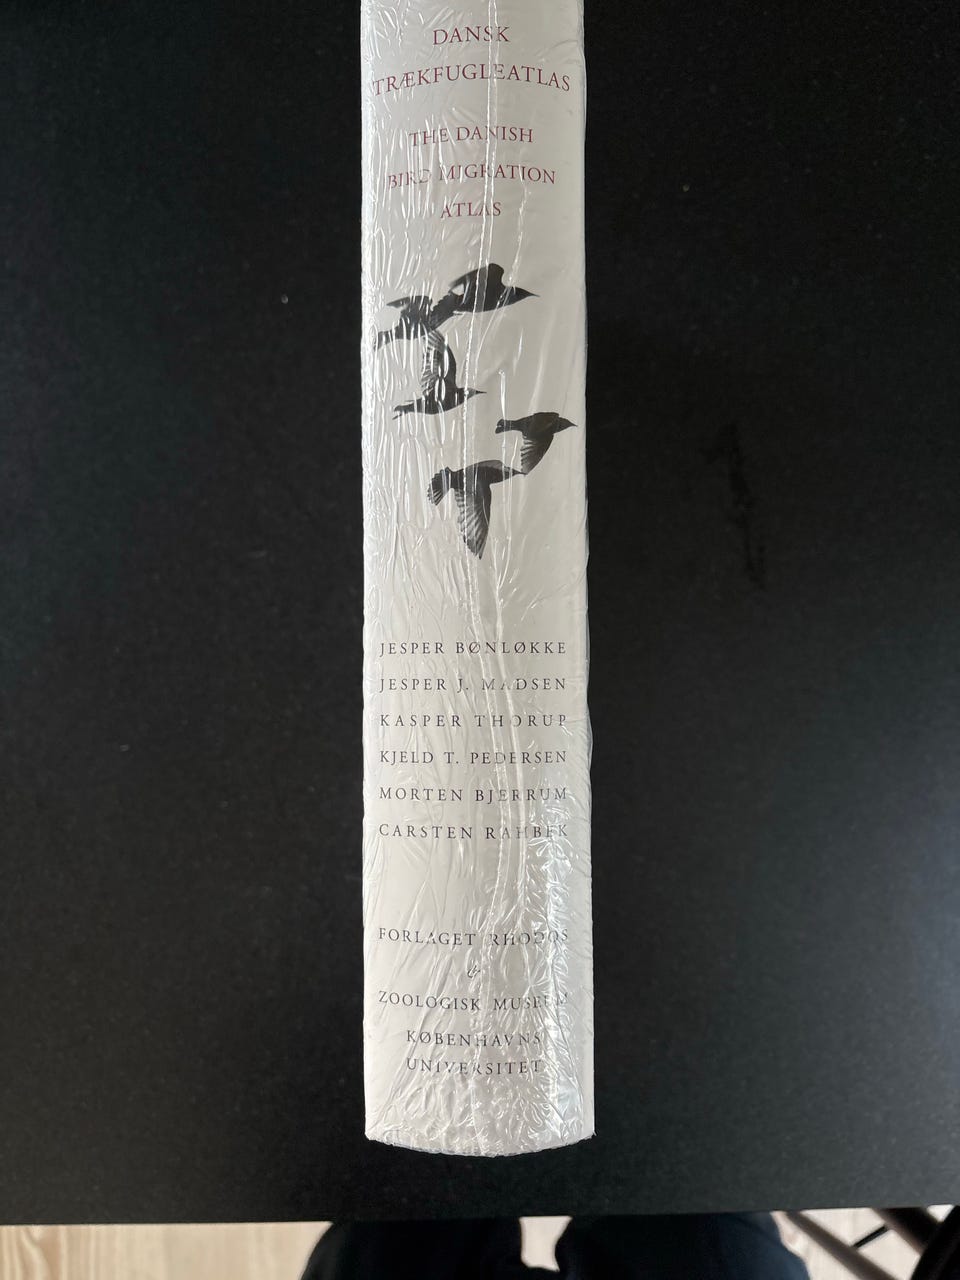 DANSK
TRÆKFUGLEATLAS
THE DANISH
BIRD MIGRATION
ATLAS
JESPER BØNLØKKE
JESPER J. MADSEN
KASPER THORUP
KJELD T. PEDERSEN
MORTEN BJERRUM
CARSTEN RAHBEK
FORLAGET RHODOS
&
ZOOLOGISK MUSEUM
KØBENHAVNS
UNIVERSITET